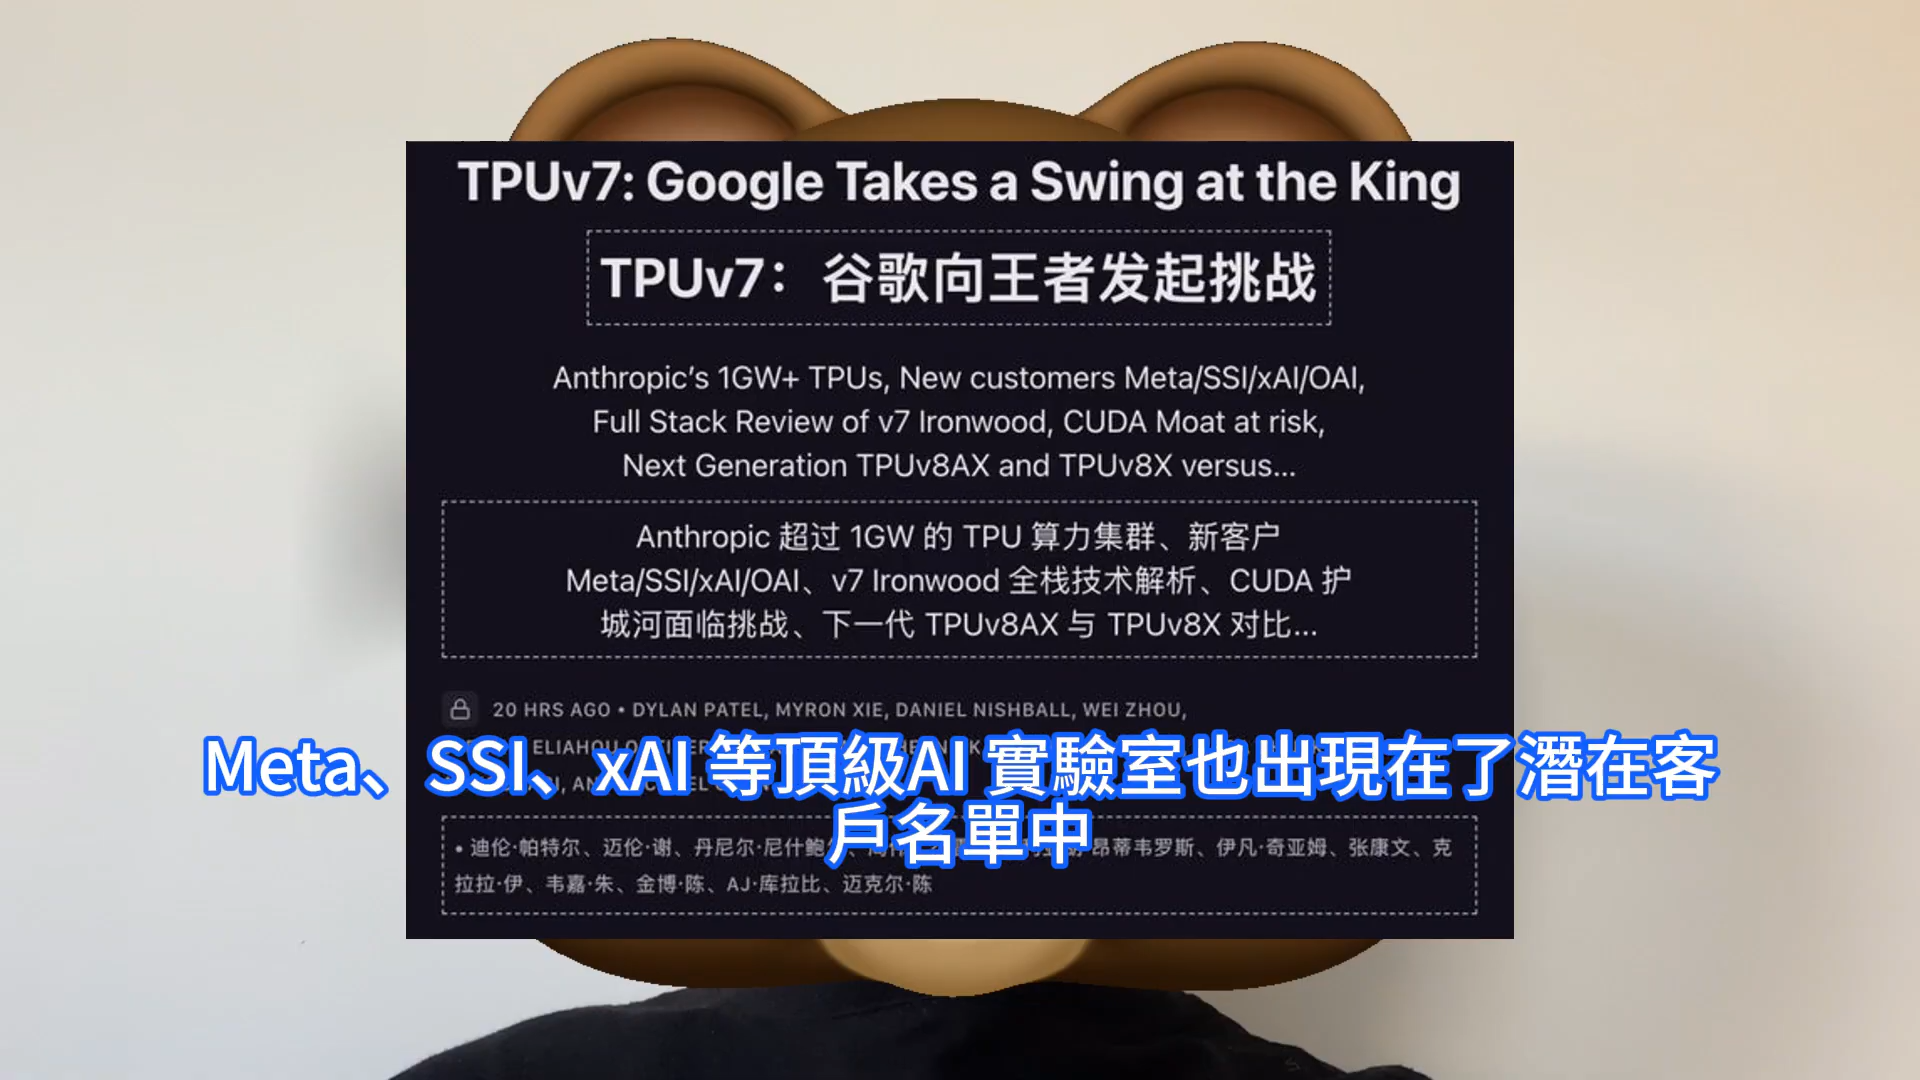 TPUv7: Google Takes a Swing at the King
TPUv7：谷歌向王者发起挑战
Anthropic’s 1GW+ TPUs, New customers Meta/SSI/xAI/OAI,
Full Stack Review of v7 Ironwood, CUDA Moat at risk,
Next Generation TPUv8AX and TPUv8X versus...
Anthropic 超过 1GW 的 TPU 算力集群、新客户
Meta/SSI/xAI/OAI、v7 Ironwood 全栈技术解析、CUDA 护
城河面临挑战、下一代 TPUv8AX 与 TPUv8X 对比...
20 HRS AGO • DYLAN PATEL, MYRON XIE, DANIEL NISHBALL, WEI ZHOU,
ELIAHOU
Meta、SSI、xAI 等頂級AI 實驗室也出現在了潛在客
戶名單中
• 迪伦·帕特尔、迈伦·谢、丹尼尔·尼什鲍 昂蒂韦罗斯、伊凡·奇亚姆、张康文、克
拉拉·伊、韦嘉·朱、金博·陈、AJ·库拉比、迈克尔·陈